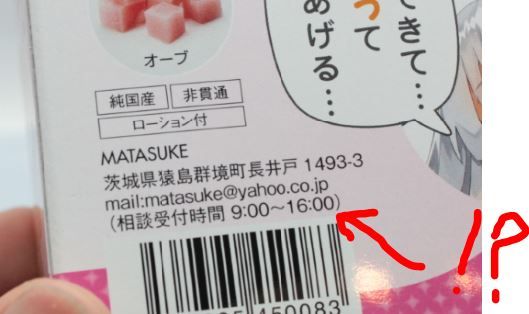 オーブ
できて…
って
あげる…
純国産
非貫通
ローション付
MATASUKE
茨城県猿島群境町長井戸 1493-3
mail:matasuke@yahoo.co.jp
(相談受付時間 9:00～16:00)
!?
450083